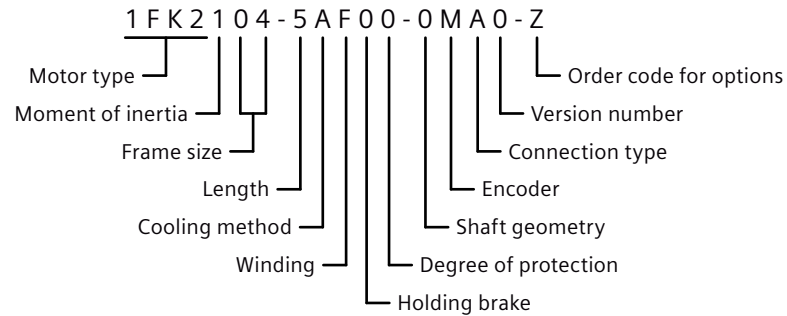 1FK2104-5AF00-0MA0-Z
Motor type
Order code for options
Moment of inertia
Version number
Frame size
Connection type
Length
Encoder
Cooling method
Shaft geometry
Winding
Degree of protection
Holding brake